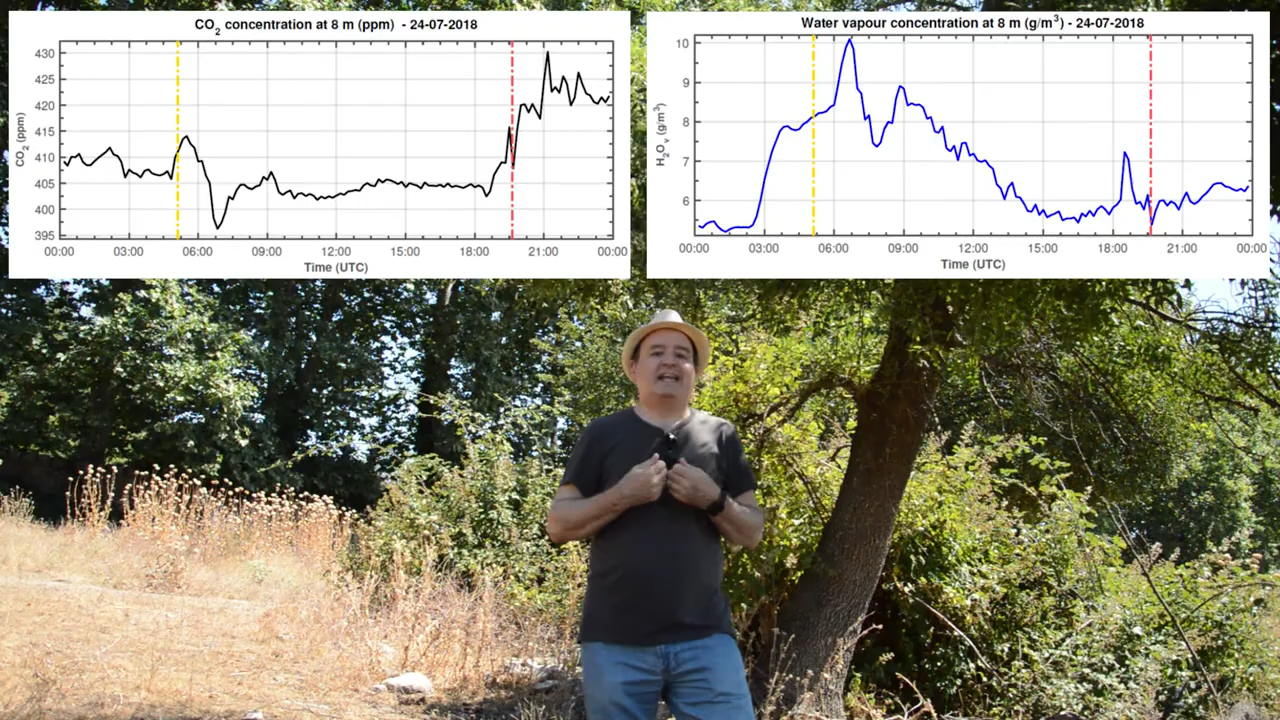 CO2 concentration at 8 m (ppm) - 24-07-2018
CO2 (ppm)
430
425
420
415
410
405
400
395
00:00 03:00 06:00 09:00 12:00 15:00 18:00 21:00 00:00
Time (UTC)
Water vapour concentration at 8 m (g/m3) - 24-07-2018
H2Ov (g/m3)
10
9
8
7
6
00:00 03:00 06:00 09:00 12:00 15:00 18:00 21:00 00:00
Time (UTC)